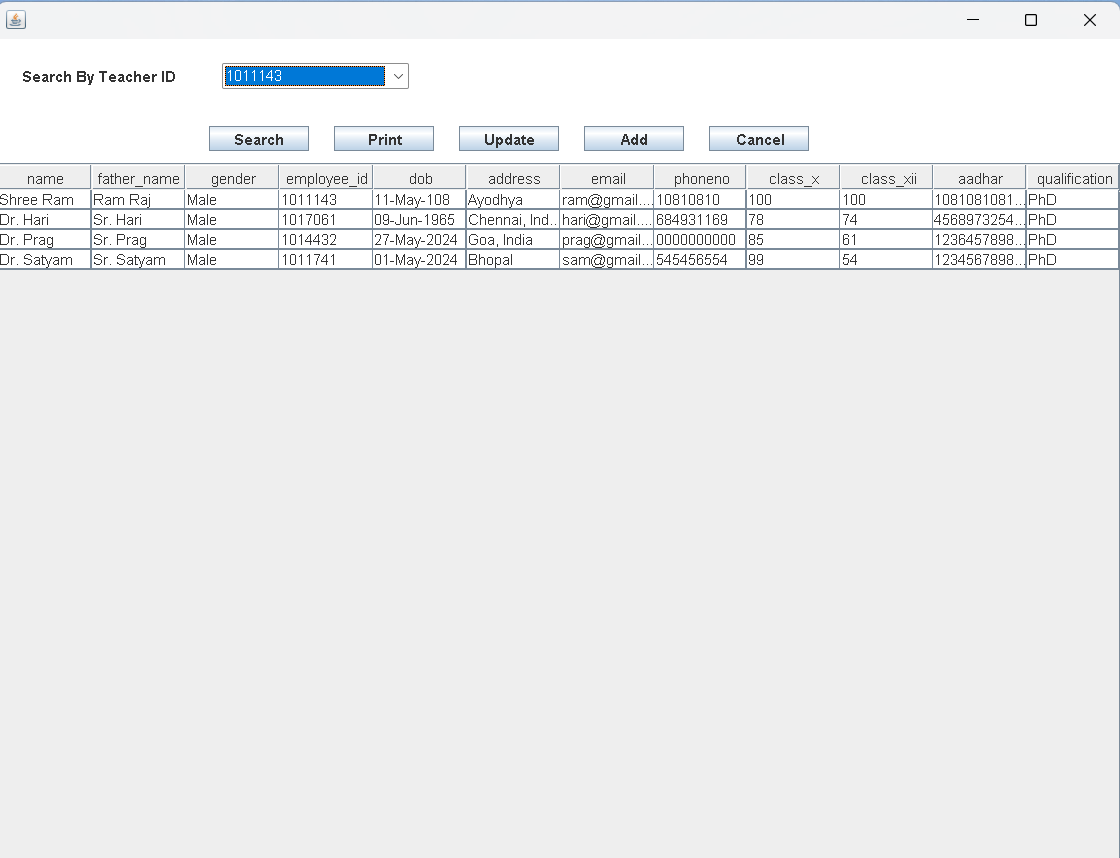 Search By Teacher ID 1011143
Search Print Update Add Cancel
name father_name gender employee_id dob address email phoneno class_x class_xii aadhar qualification
Shree Ram Ram Raj Male 1011143 11-May-108 Ayodhya ram@gmail.... 10810810 100 100 1081081081... PhD
Dr. Hari Sr. Hari Male 1017061 09-Jun-1965 Chennai, Ind... hari@gmail.... 684931169 78 74 4568973254... PhD
Dr. Prag Sr. Prag Male 1014432 27-May-2024 Goa, India prag@gmail... 0000000000 85 61 1236457898... PhD
Dr. Satyam Sr. Satyam Male 1011741 01-May-2024 Bhopal sam@gmail... 545456554 99 54 1234567898... PhD